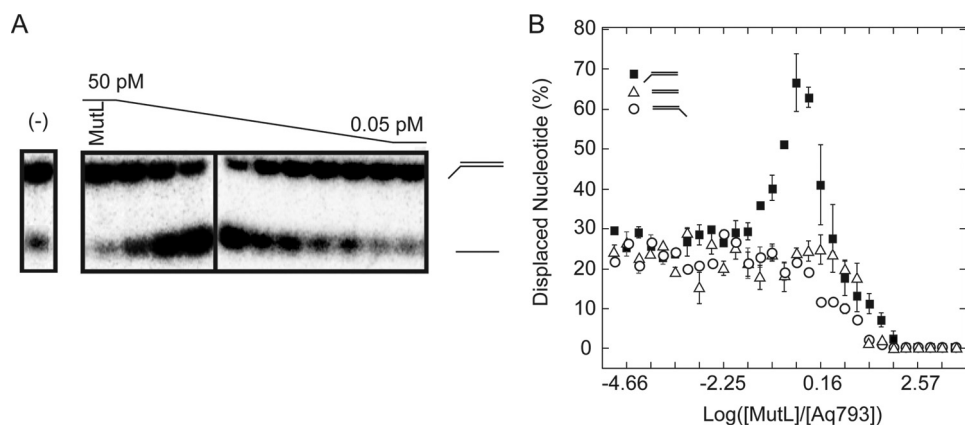 A
50 pM
0.05 pM
(-)
MutL
B
Displaced Nucleotide (%)
80
70
60
50
40
30
20
10
0
-4.66
-2.25
0.16
2.57
Log([MutL]/[Aq793])